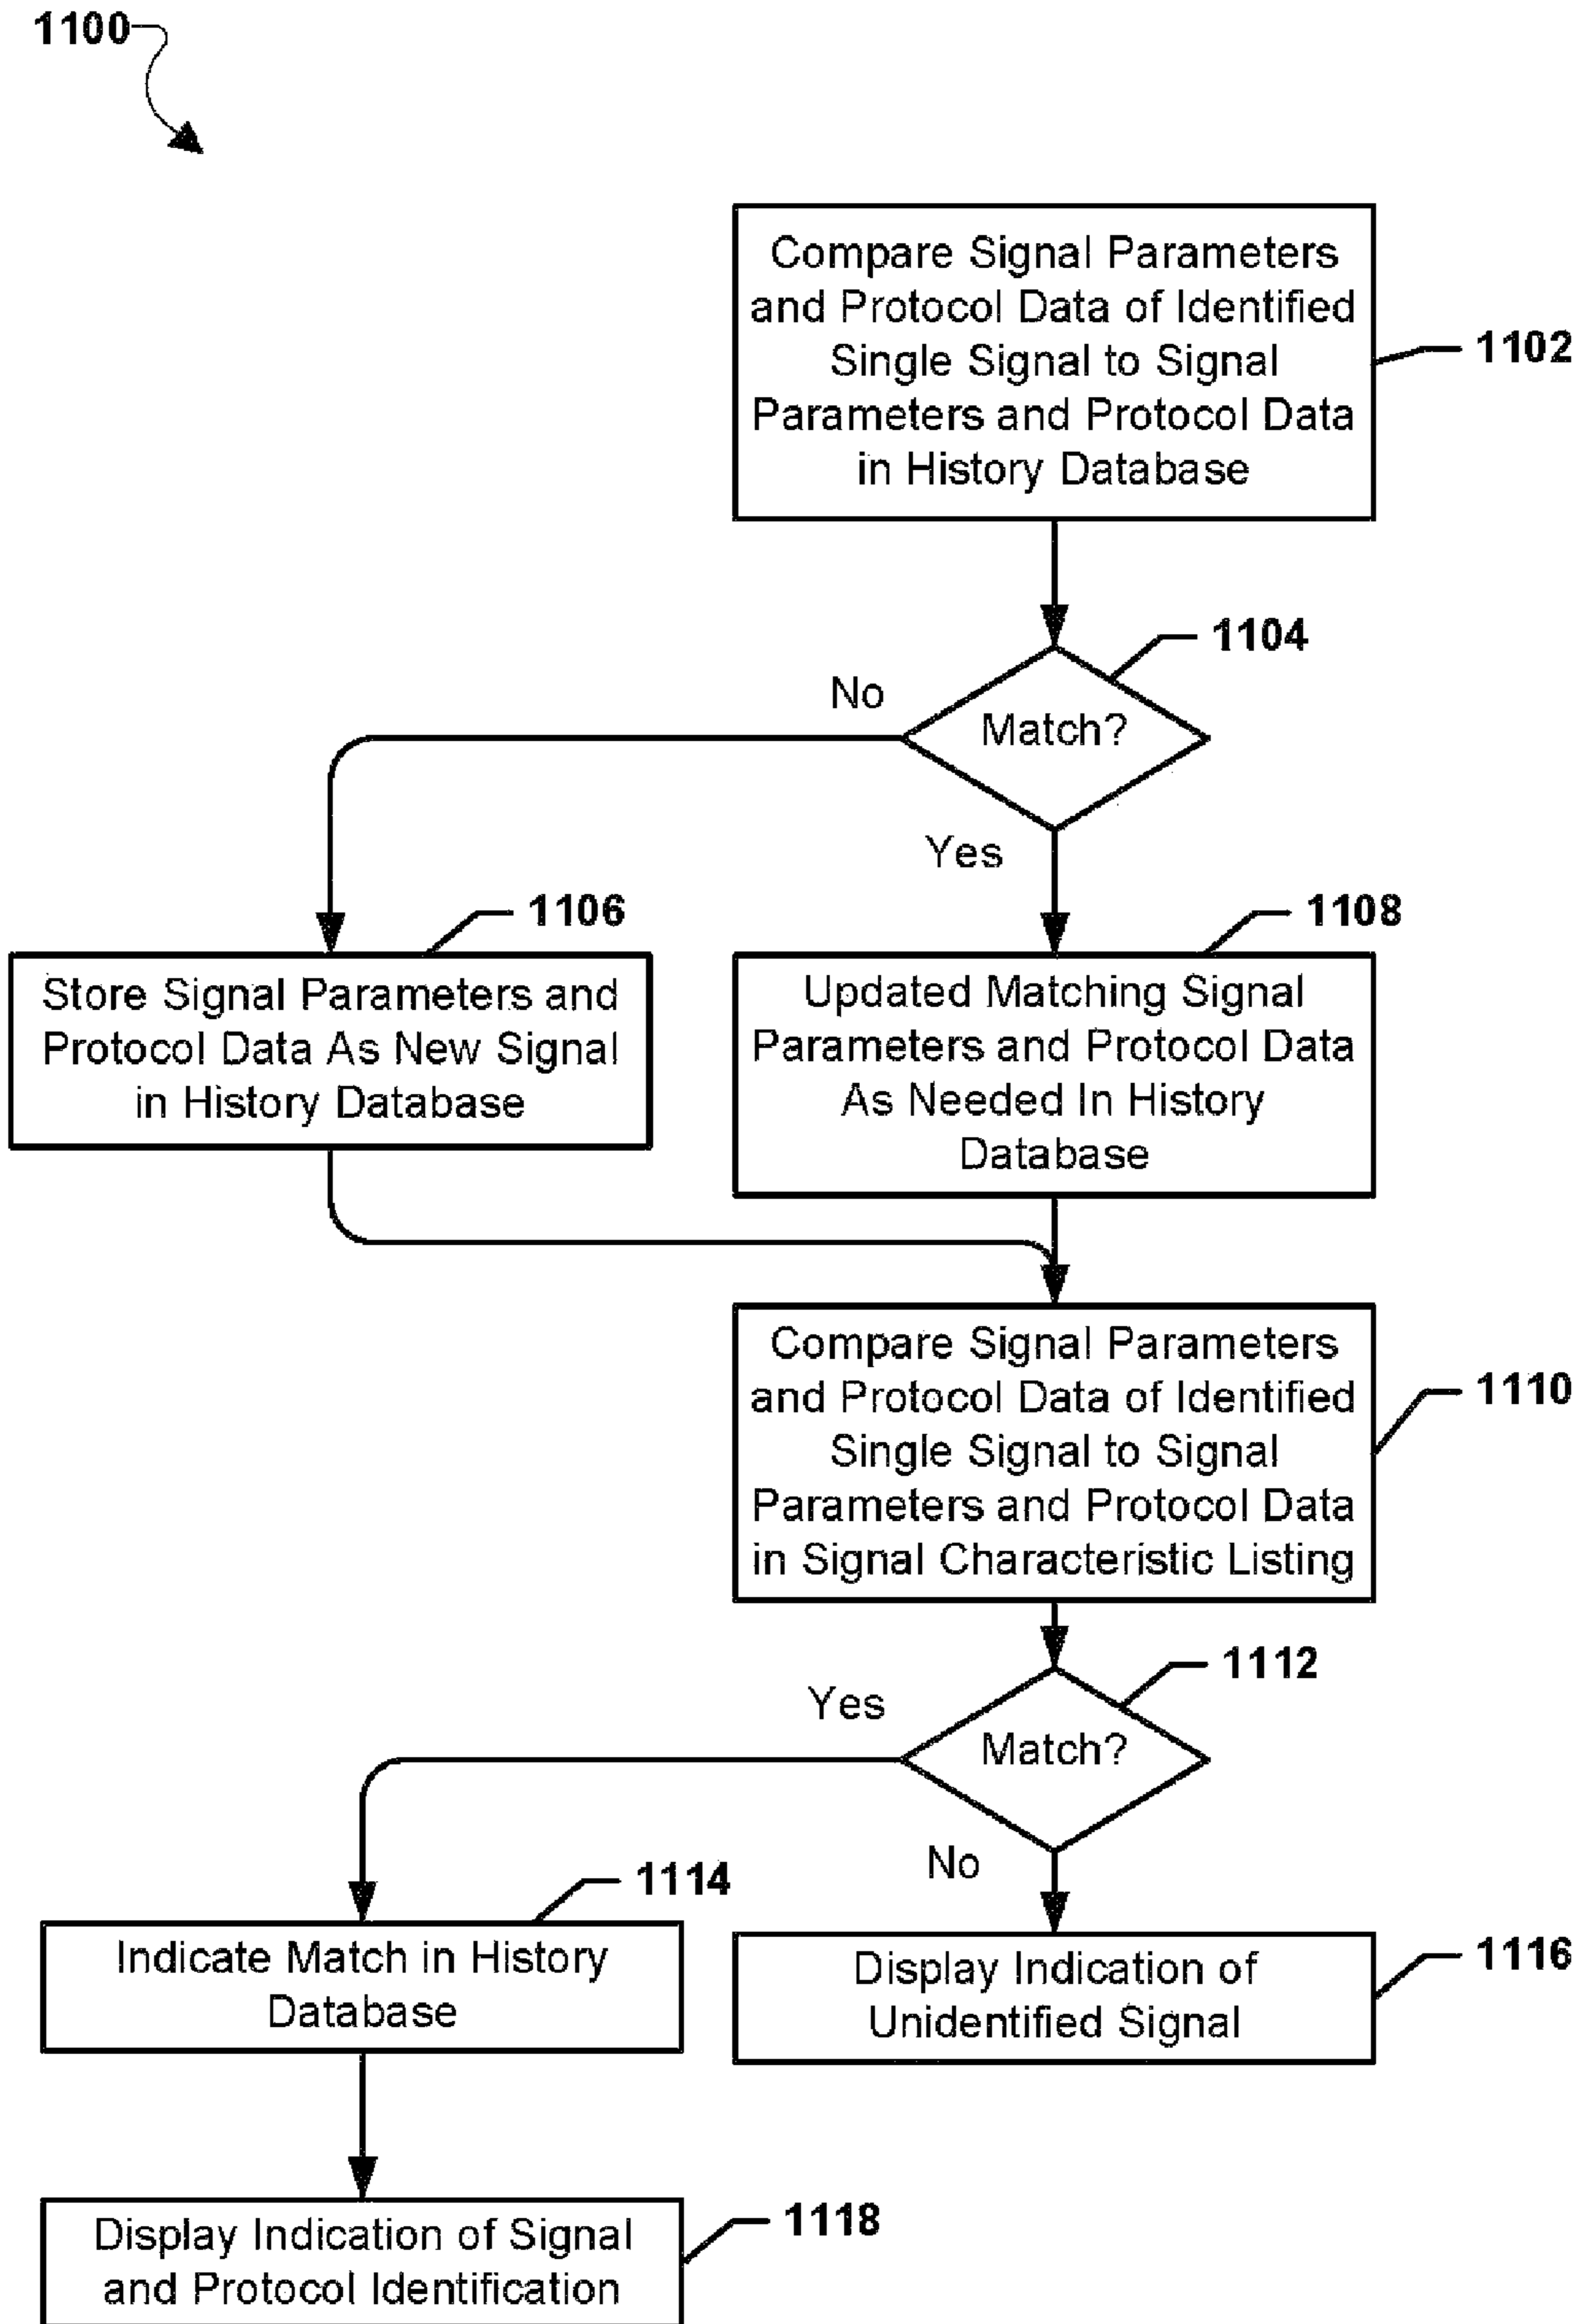 1100
Compare Signal Parameters
and Protocol Data of Identified
Single Signal to Signal
Parameters and Protocol Data
in History Database
1102
1104
Match?
No
Yes
1106
Store Signal Parameters and
Protocol Data As New Signal
in History Database
1108
Updated Matching Signal
Parameters and Protocol Data
As Needed In History
Database
Compare Signal Parameters
and Protocol Data of Identified
Single Signal to Signal
Parameters and Protocol Data
in Signal Characteristic Listing
1110
1112
Match?
Yes
No
1114
Indicate Match in History
Database
Display Indication of
Unidentified Signal
1116
Display Indication of Signal
and Protocol Identification
1118